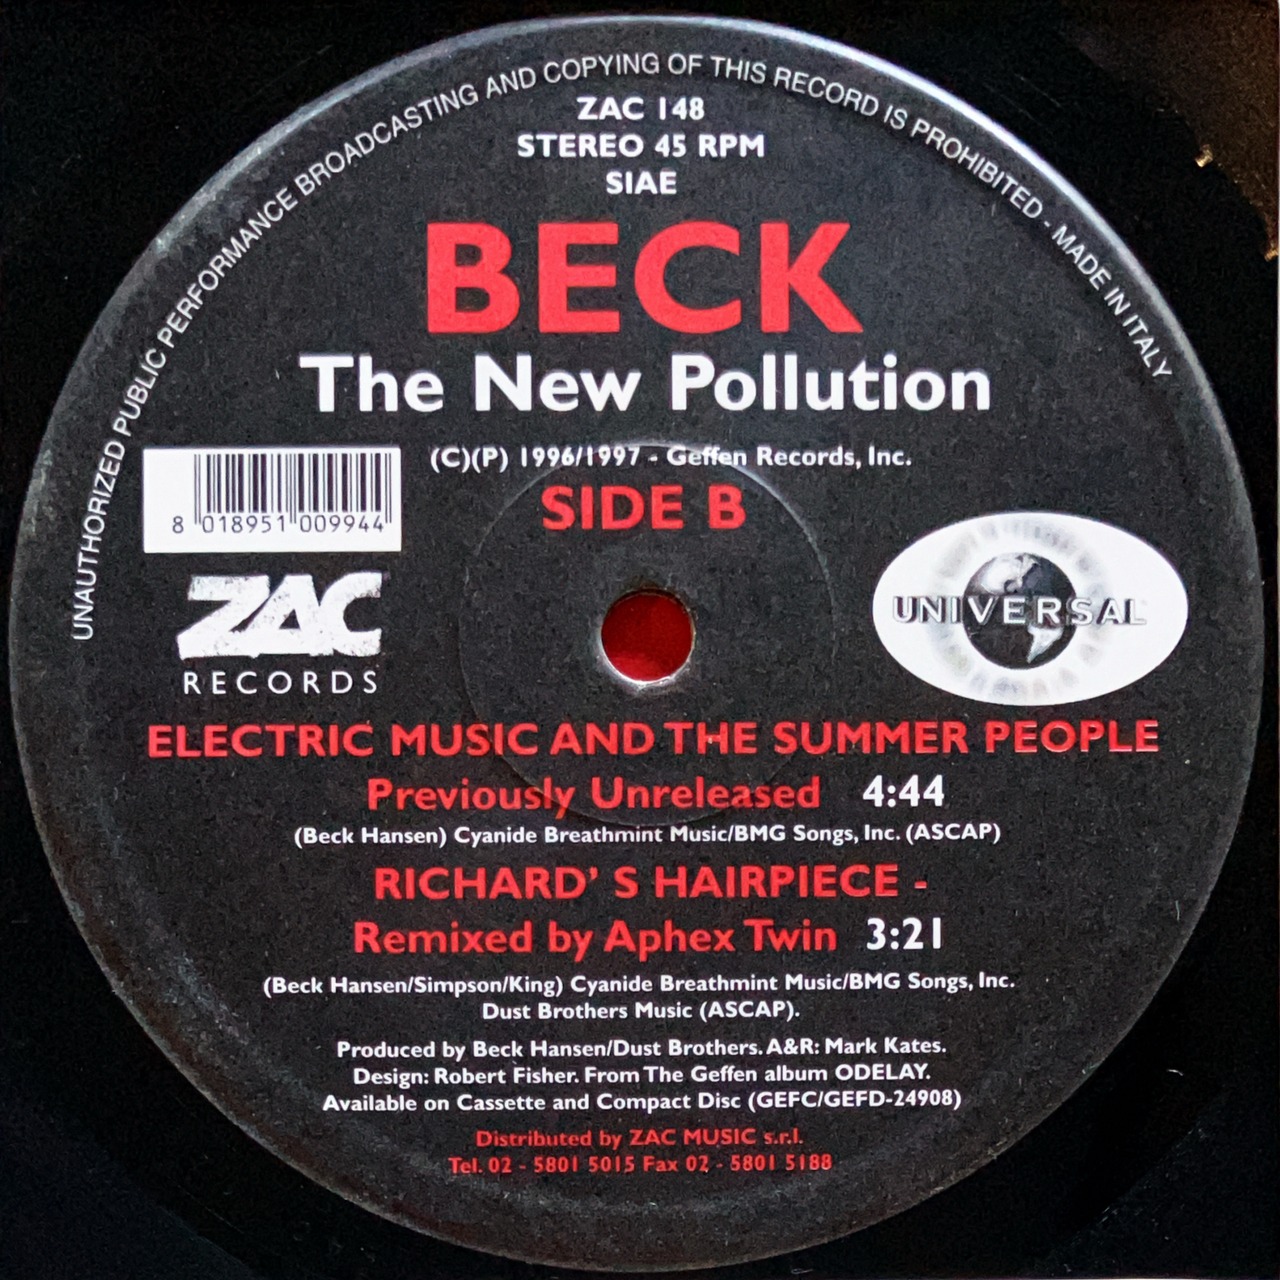 UNAUTHORIZED PUBLIC PERFORMANCE BROADCASTING AND COPYING OF THIS RECORD IS PROHIBITED - MADE IN ITALY
ZAC 148
STEREO 45 RPM
SIAE
BECK
The New Pollution
(C)(P) 1996/1997 - Geffen Records, Inc.
SIDE B
8 018951 009944
ZAC
RECORDS
UNIVERSAL
ELECTRIC MUSIC AND THE SUMMER PEOPLE
Previously Unreleased 4:44
(Beck Hansen) Cyanide Breathmint Music/BMG Songs, Inc. (ASCAP)
RICHARD' S HAIRPIECE -
Remixed by Aphex Twin 3:21
(Beck Hansen/Simpson/King) Cyanide Breathmint Music/BMG Songs, Inc.
Dust Brothers Music (ASCAP).
Produced by Beck Hansen/Dust Brothers. A&R: Mark Kates.
Design: Robert Fisher. From The Geffen album ODELAY.
Available on Cassette and Compact Disc (GEFC/GEFD-24908)
Distributed by ZAC MUSIC s.r.l.
Tel. 02 - 5801 5015 Fax 02 - 5801 5188